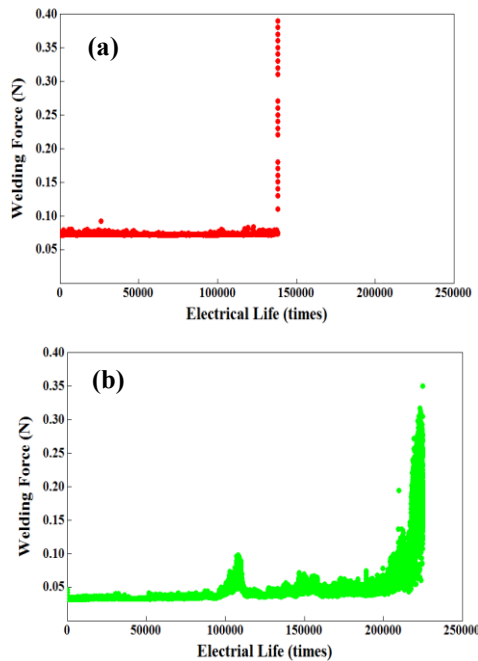 (a)
Welding Force (N)
0.40
0.35
0.30
0.25
0.20
0.15
0.10
0.05
0 50000 100000 150000 200000 250000
Electrical Life (times)
(b)
Welding Force (N)
0.40
0.35
0.30
0.25
0.20
0.15
0.10
0.05
0 50000 100000 150000 200000 250000
Electrial Life (times)